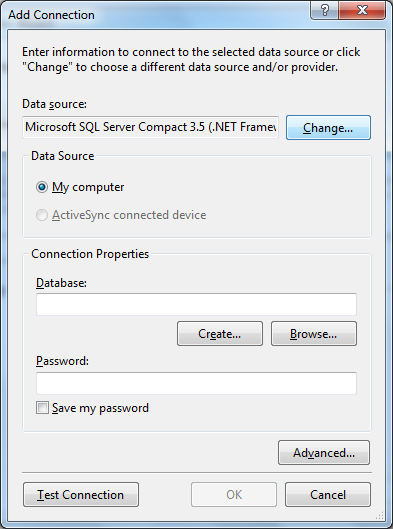 Add Connection
Enter information to connect to the selected data source or click
"Change" to choose a different data source and/or provider.
Data source:
Microsoft SQL Server Compact 3.5 (.NET Framew
Change...
Data Source
My computer
ActiveSync connected device
Connection Properties
Database:
Create...
Browse...
Password:
Save my password
Advanced...
Test Connection
OK
Cancel